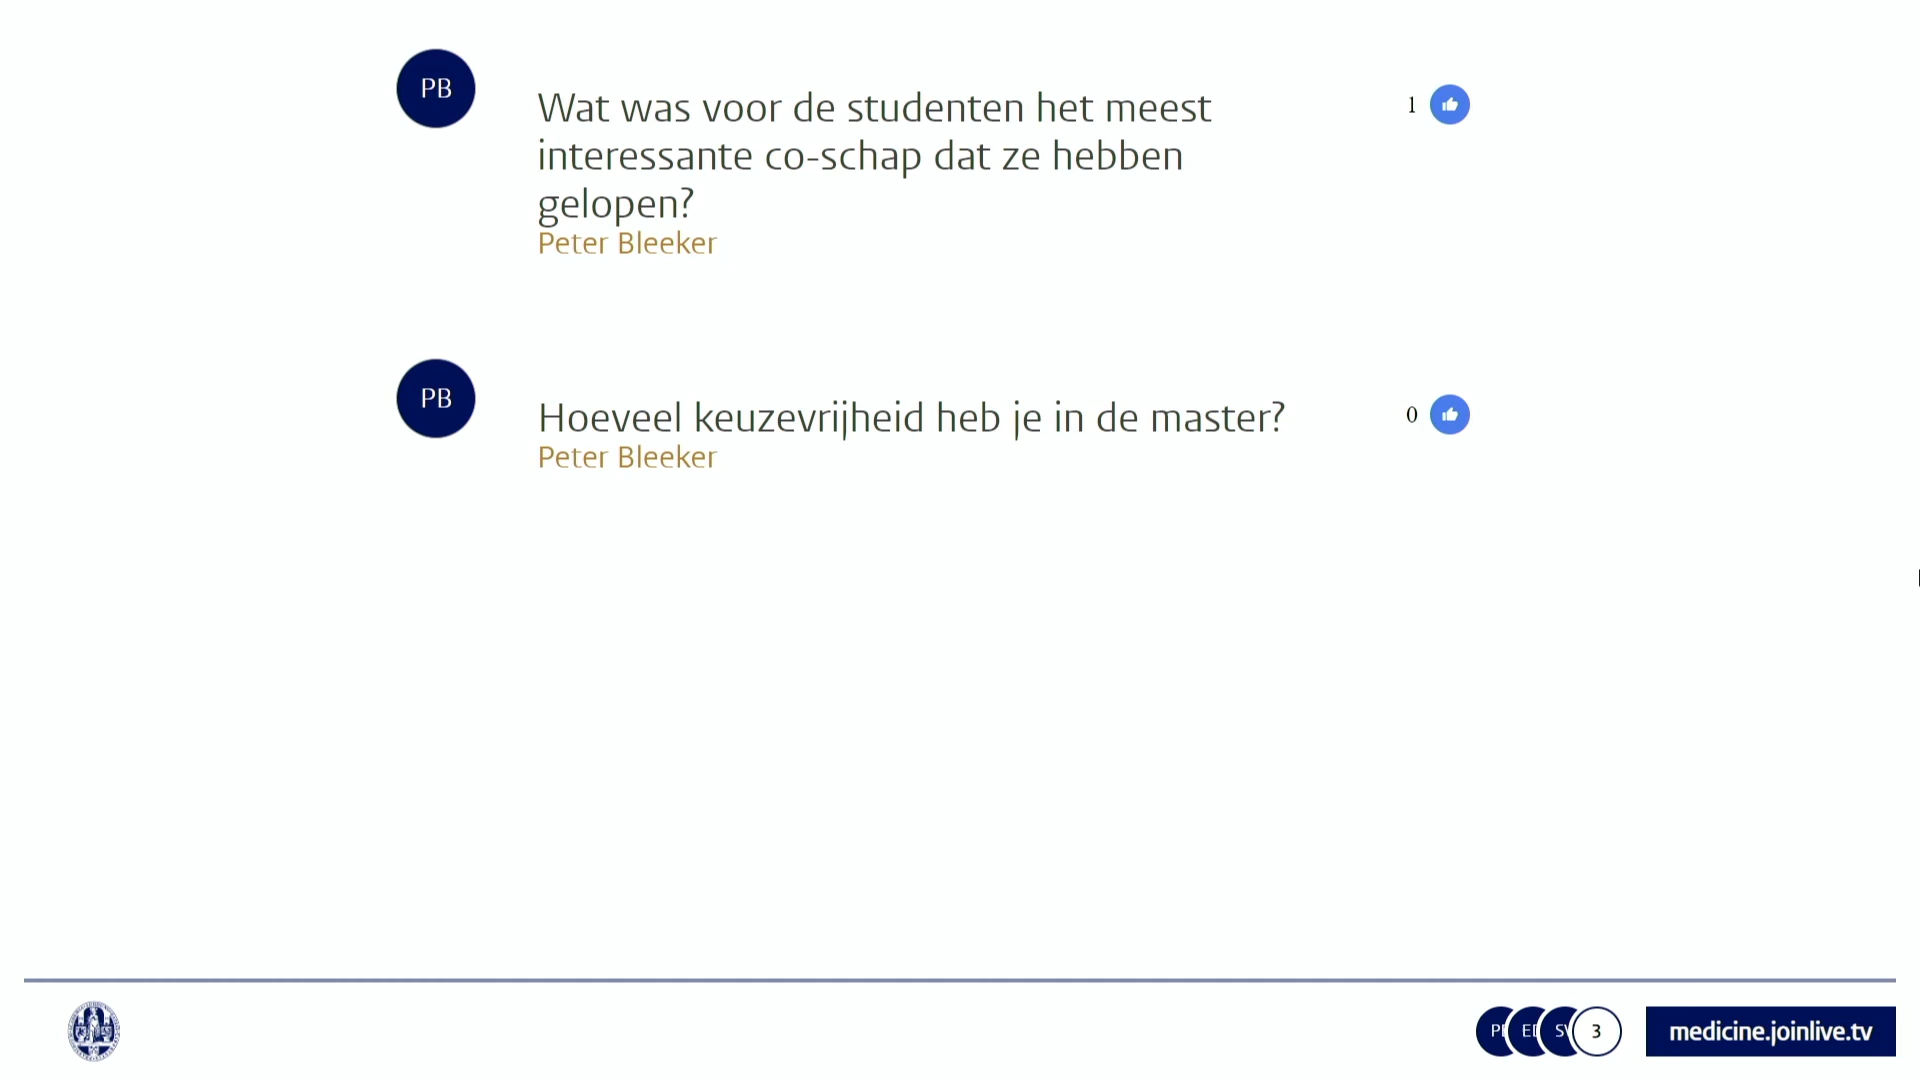 PB
Wat was voor de studenten het meest
interessante co-schap dat ze hebben
gelopen?
Peter Bleeker
1
PB
Hoeveel keuzevrijheid heb je in de master?
Peter Bleeker
0
3
medicine.joinlive.tv